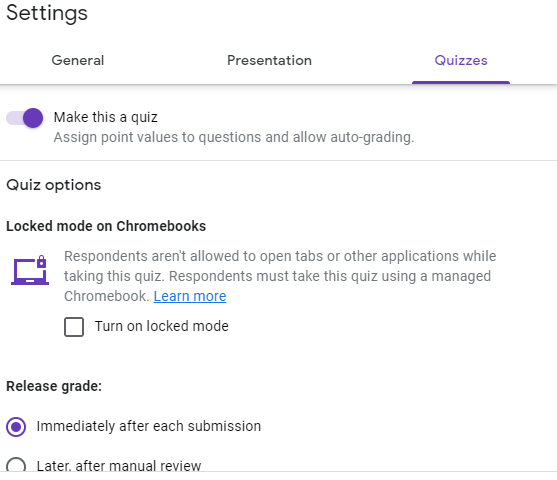 Settings
General Presentation Quizzes
Make this a quiz
Assign point values to questions and allow auto-grading.
Quiz options
Locked mode on Chromebooks
Respondents aren't allowed to open tabs or other applications while
taking this quiz. Respondents must take this quiz using a managed
Chromebook. Learn more
Turn on locked mode
Release grade:
Immediately after each submission
Later, after manual review